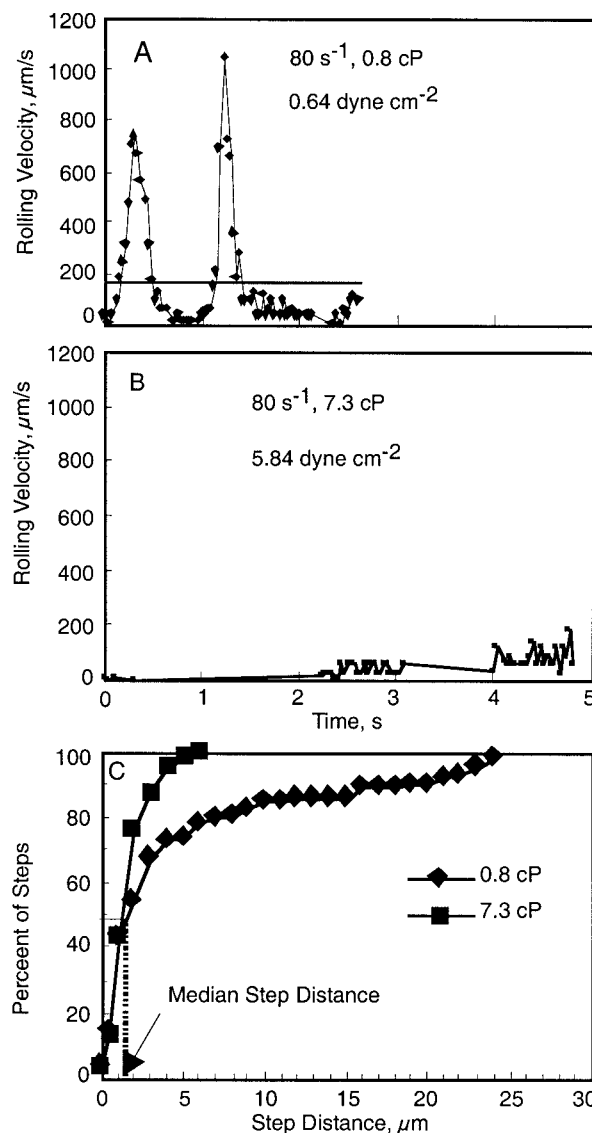 A
80 s-1, 0.8 cP
0.64 dyne cm-2
Rolling Velocity, µm/s
1200
1000
800
600
400
200
0
B
80 s-1, 7.3 cP
5.84 dyne cm-2
Rolling Velocity, µm/s
1200
1000
800
600
400
200
0
0 1 2 3 4 5
Time, s
C
Perceent of Steps
100
80
60
40
20
0
0.8 cP
7.3 cP
Median Step Distance
0 5 10 15 20 25 30
Step Distance, µm